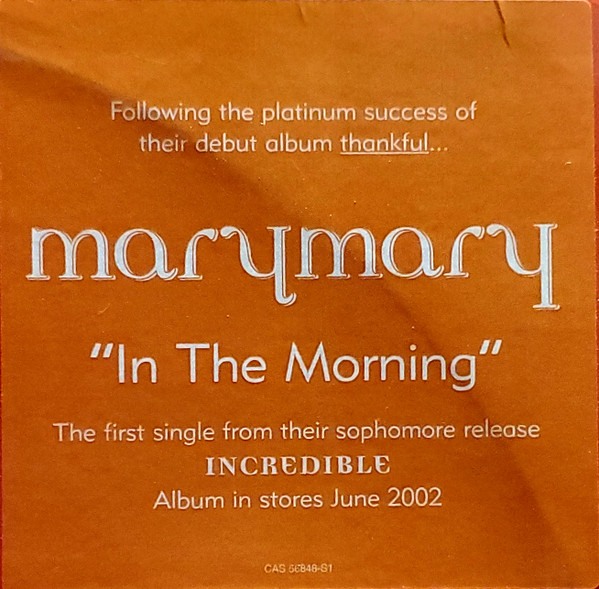 Following the platinum success of
their debut album thankful...
marymary
"In The Morning"
The first single from their sophomore release
INCREDIBLE
Album in stores June 2002
CAS 56848-S1